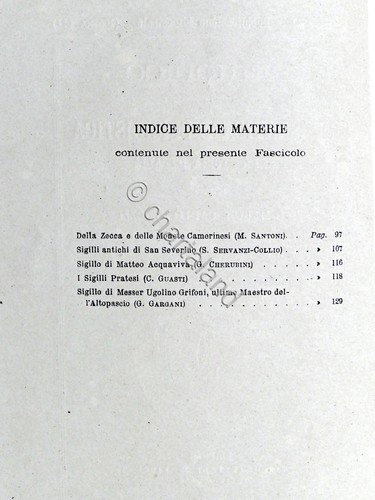 INDICE DELLE MATERIE
contenute nel presente Fascicolo
Della Zecca e delle Monete Camerinesi (M. SANTONI). . Pag. 97
Sigilli antichi di San Severino (S. SERVANZI-COLLIO) . . » 107
Sigillo di Matteo Acquaviva (G. CHERUBINI) . . . . . . » 116
I Sigilli Pratesi (C. GUASTI) . . . . . . . . . . » 118
Sigillo di Messer Ugolino Grifoni, ultimo Maestro del-
l'Altopascio (G. GARGANI) . . . . . . . . . . » 129
© chartaland